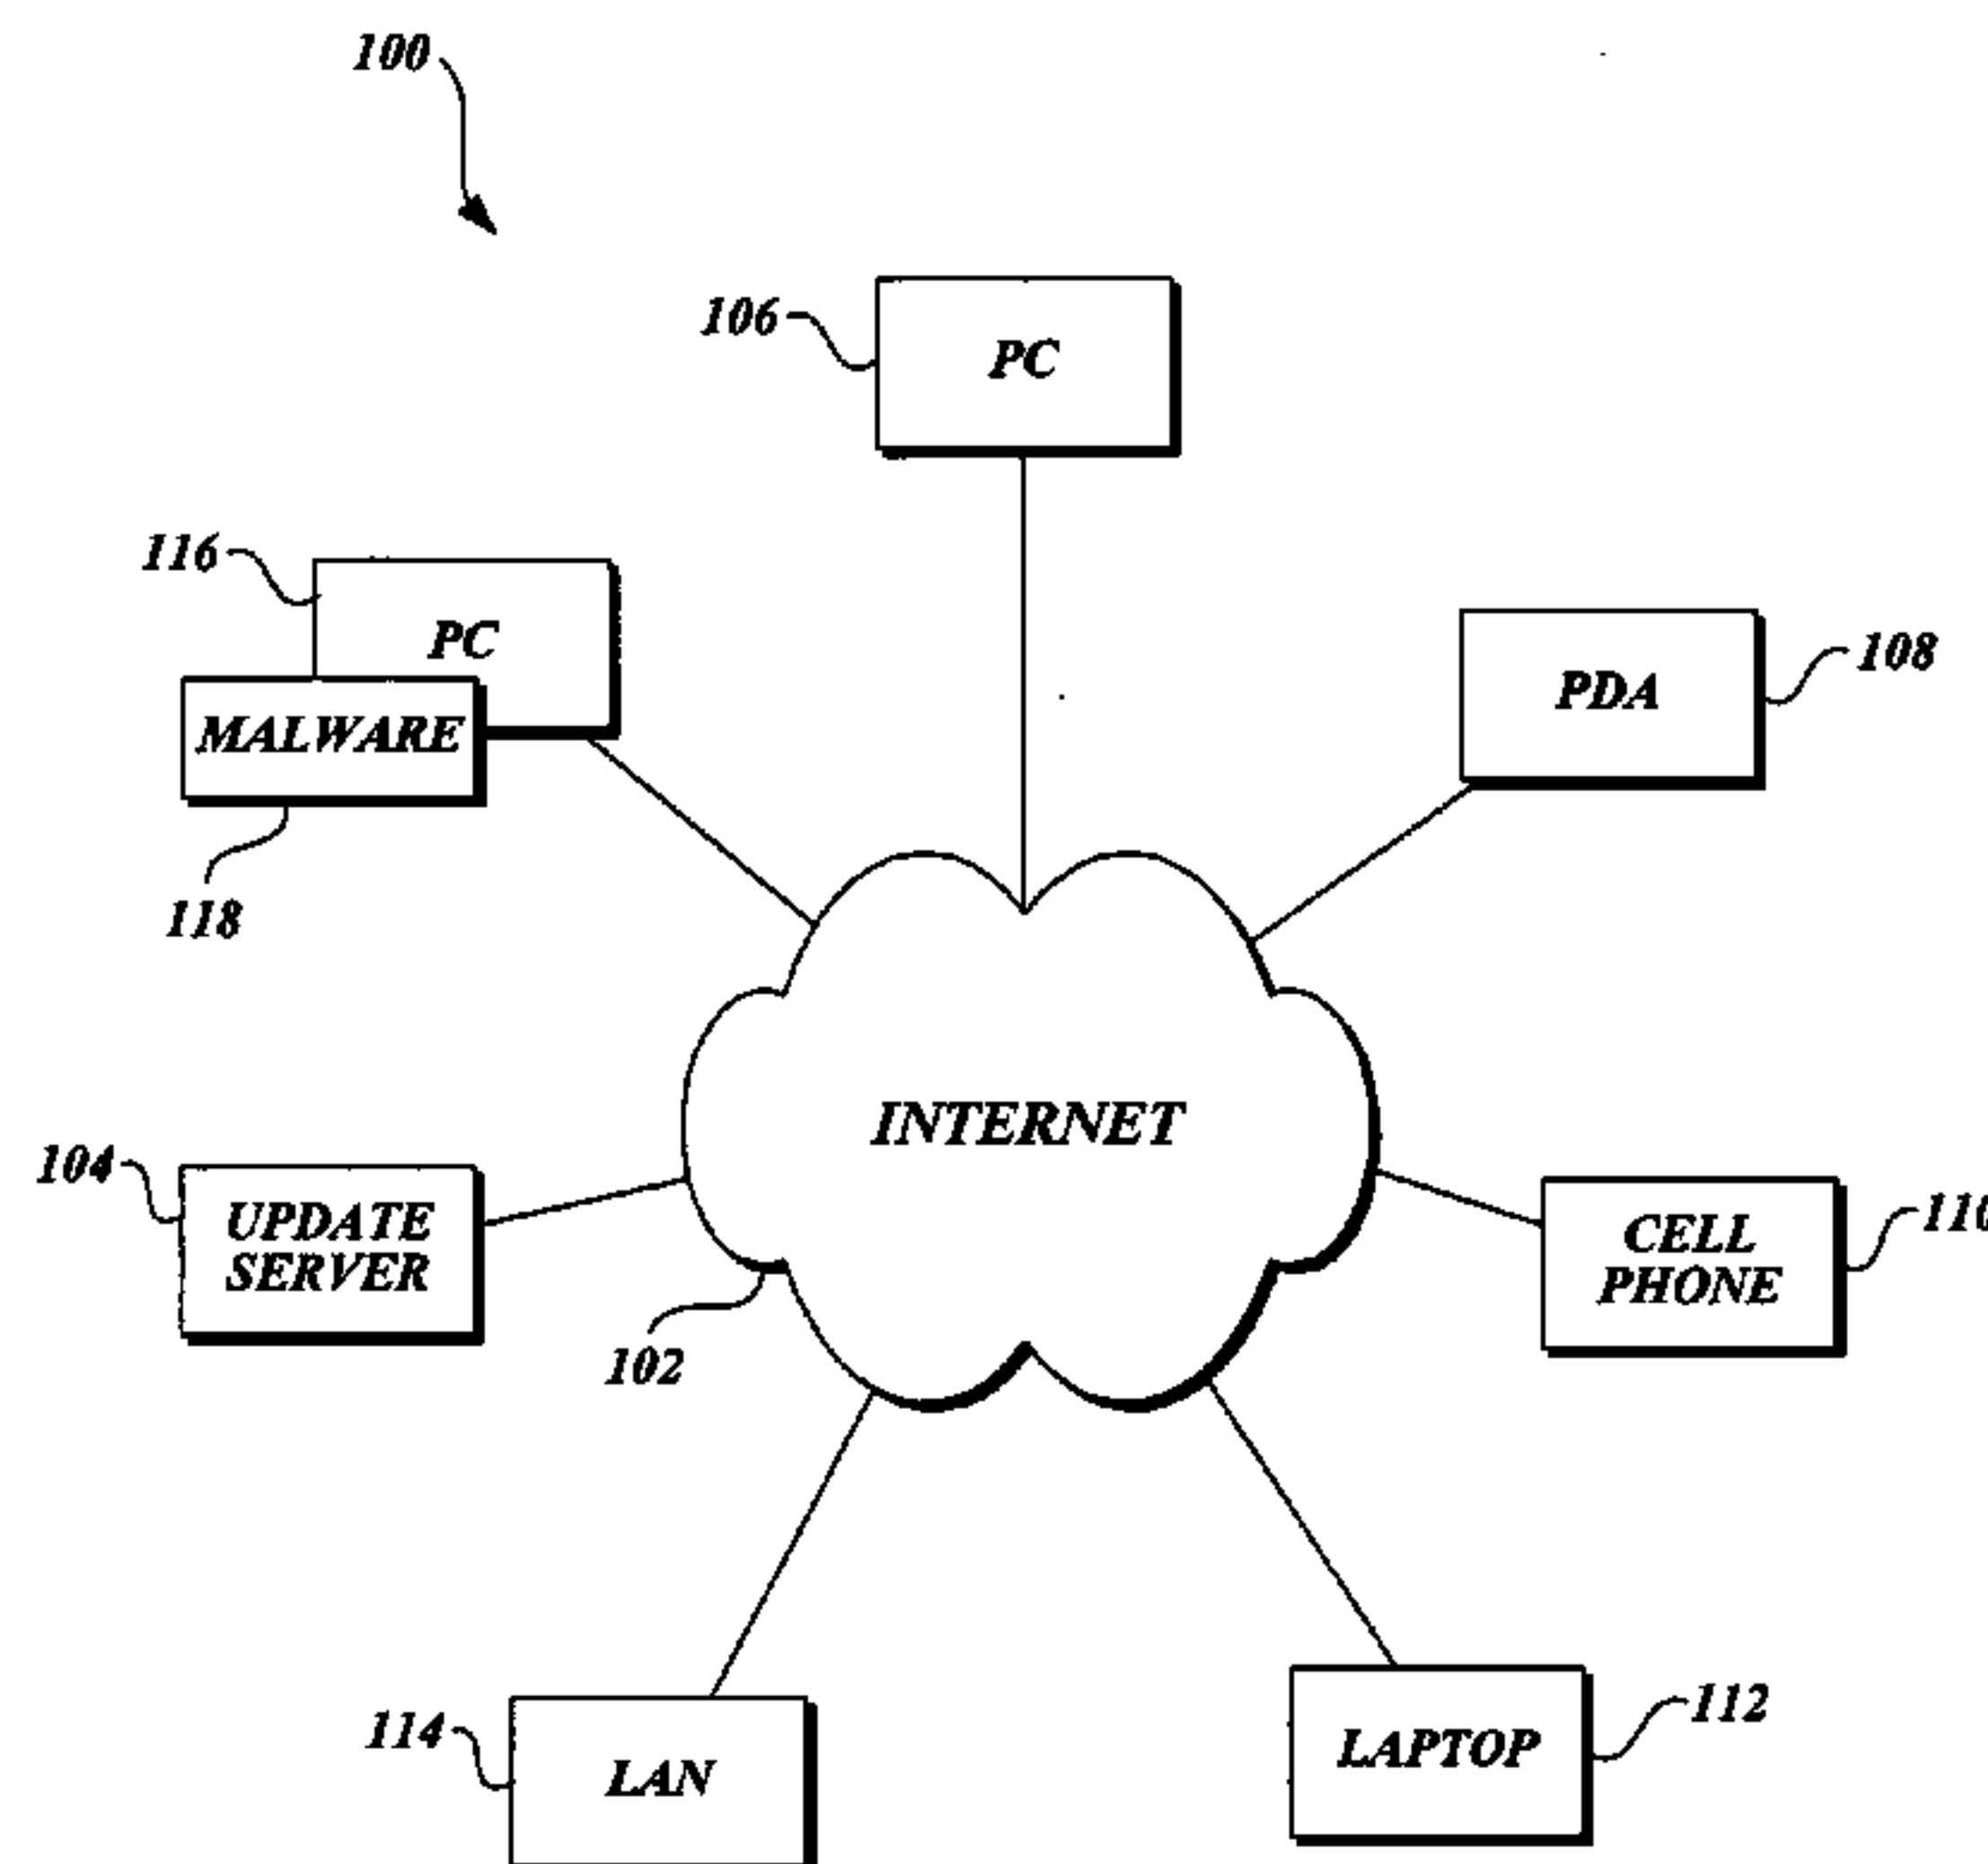 100
106
PC
116
PC
108
PDA
MALWARE
118
INTERNET
104
UPDATE
SERVER
110
CELL
PHONE
102
114
LAN
112
LAPTOP